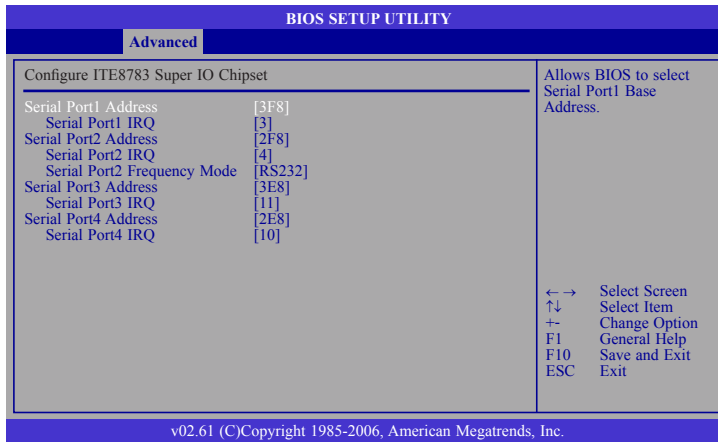 BIOS SETUP UTILITY
Advanced
Configure ITE8783 Super IO Chipset
Serial Port1 Address [3F8]
Serial Port1 IRQ [3]
Serial Port2 Address [2F8]
Serial Port2 IRQ [4]
Serial Port2 Frequency Mode [RS232]
Serial Port3 Address [3E8]
Serial Port3 IRQ [11]
Serial Port4 Address [2E8]
Serial Port4 IRQ [10]
Allows BIOS to select
Serial Port1 Base
Address.
←→ Select Screen
↑↓ Select Item
+- Change Option
F1 General Help
F10 Save and Exit
ESC Exit
v02.61 (C)Copyright 1985-2006, American Megatrends, Inc.